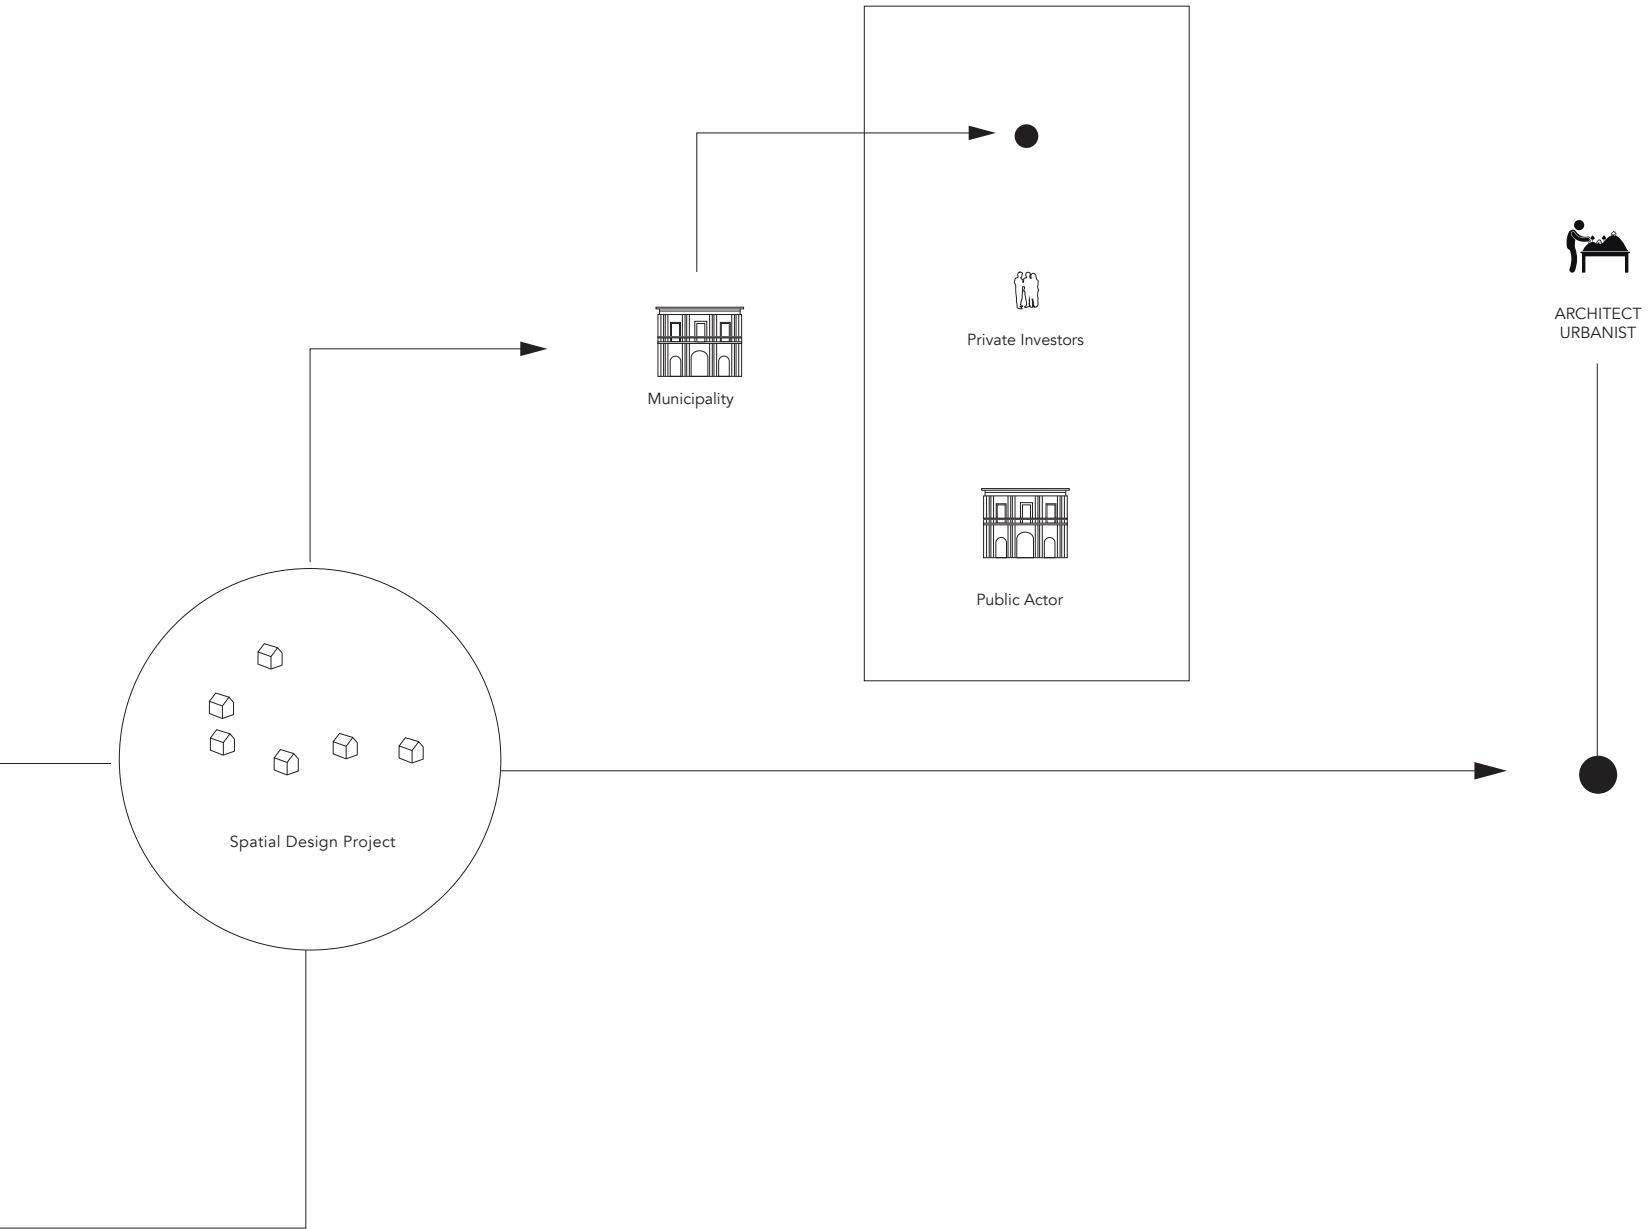 ARCHITECT
URBANIST
Private Investors
Municipality
Public Actor
Spatial Design Project